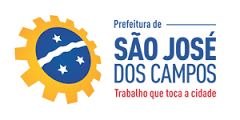 Prefeitura de
SÃO JOSÉ
DOS CAMPOS
Trabalho que toca a cidade